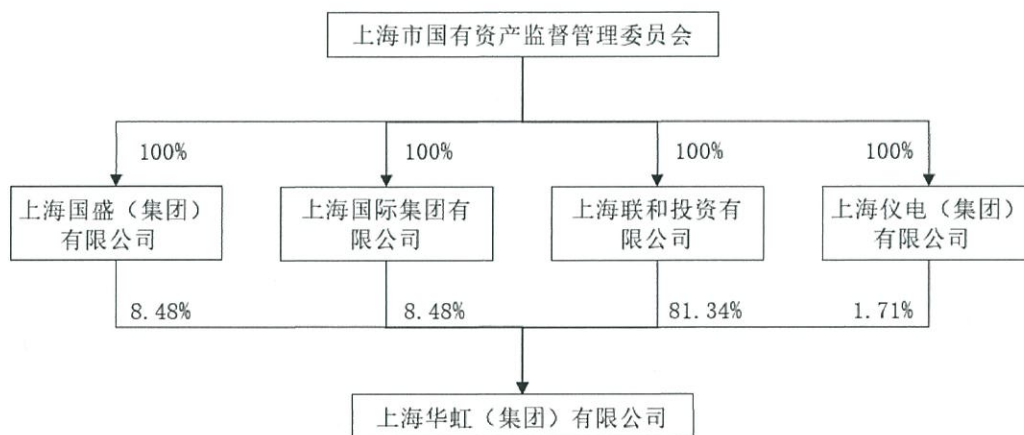 上海市国有资产监督管理委员会
100%
100%
100%
100%
上海国盛（集团）
有限公司
上海国际集团有
限公司
上海联和投资有
限公司
上海仪电（集团）
有限公司
8.48%
8.48%
81.34%
1.71%
上海华虹（集团）有限公司